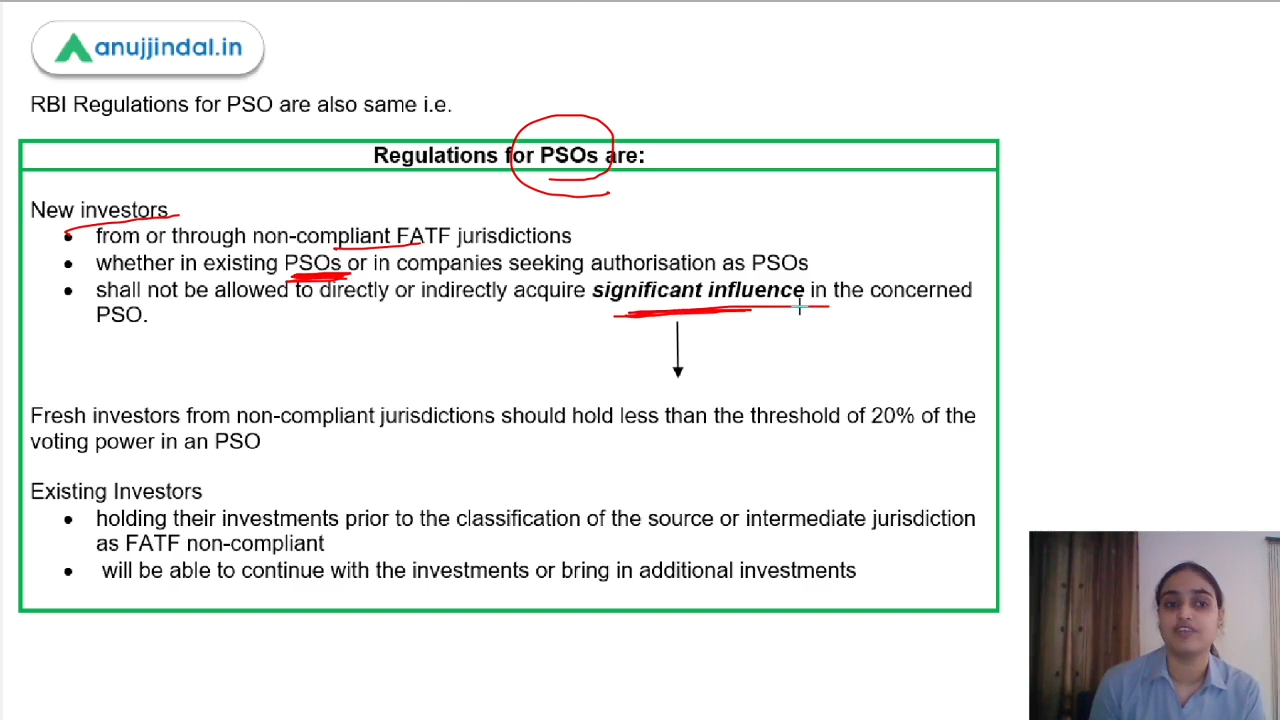 anujjindal.in
RBI Regulations for PSO are also same i.e.
Regulations for PSOs are:
New investors
• from or through non-compliant FATF jurisdictions
• whether in existing PSOs or in companies seeking authorisation as PSOs
• shall not be allowed to directly or indirectly acquire significant influence in the concerned
PSO.
Fresh investors from non-compliant jurisdictions should hold less than the threshold of 20% of the
voting power in an PSO
Existing Investors
• holding their investments prior to the classification of the source or intermediate jurisdiction
as FATF non-compliant
• will be able to continue with the investments or bring in additional investments